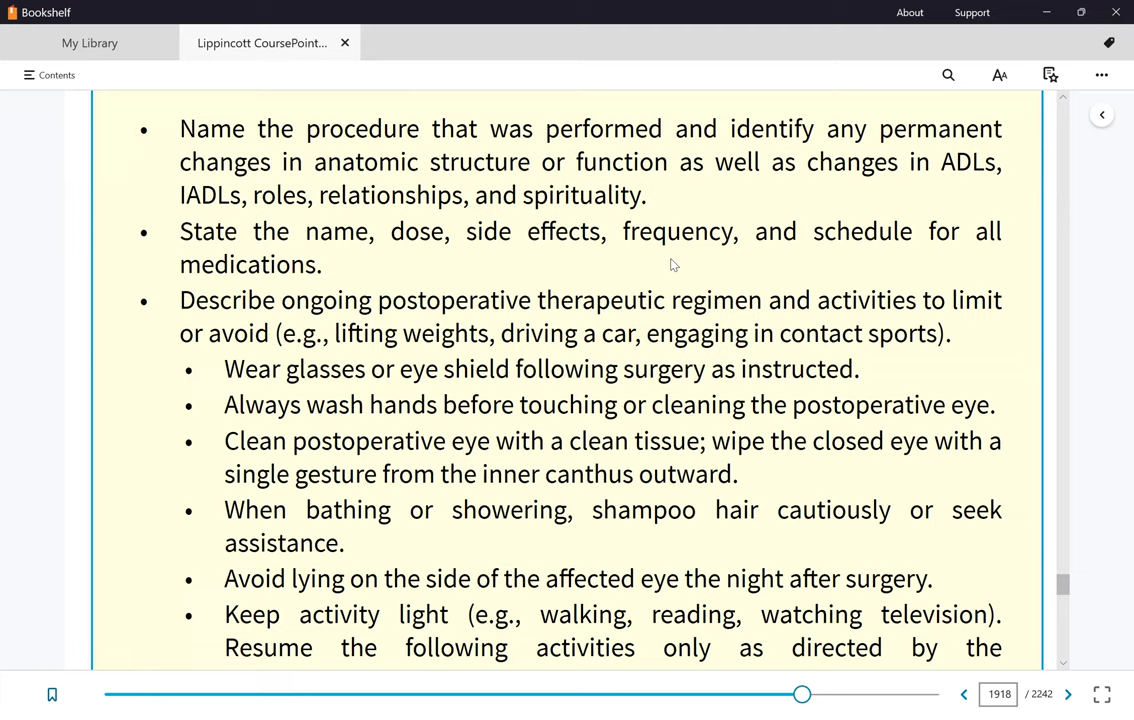 Bookshelf
About
Support
My Library
Lippincott CoursePoint...
Contents
• Name the procedure that was performed and identify any permanent
changes in anatomic structure or function as well as changes in ADLs,
IADLs, roles, relationships, and spirituality.
• State the name, dose, side effects, frequency, and schedule for all
medications.
• Describe ongoing postoperative therapeutic regimen and activities to limit
or avoid (e.g., lifting weights, driving a car, engaging in contact sports).
• Wear glasses or eye shield following surgery as instructed.
• Always wash hands before touching or cleaning the postoperative eye.
• Clean postoperative eye with a clean tissue; wipe the closed eye with a
single gesture from the inner canthus outward.
• When bathing or showering, shampoo hair cautiously or seek
assistance.
• Avoid lying on the side of the affected eye the night after surgery.
• Keep activity light (e.g., walking, reading, watching television).
Resume the following activities only as directed by the
1918 / 2242